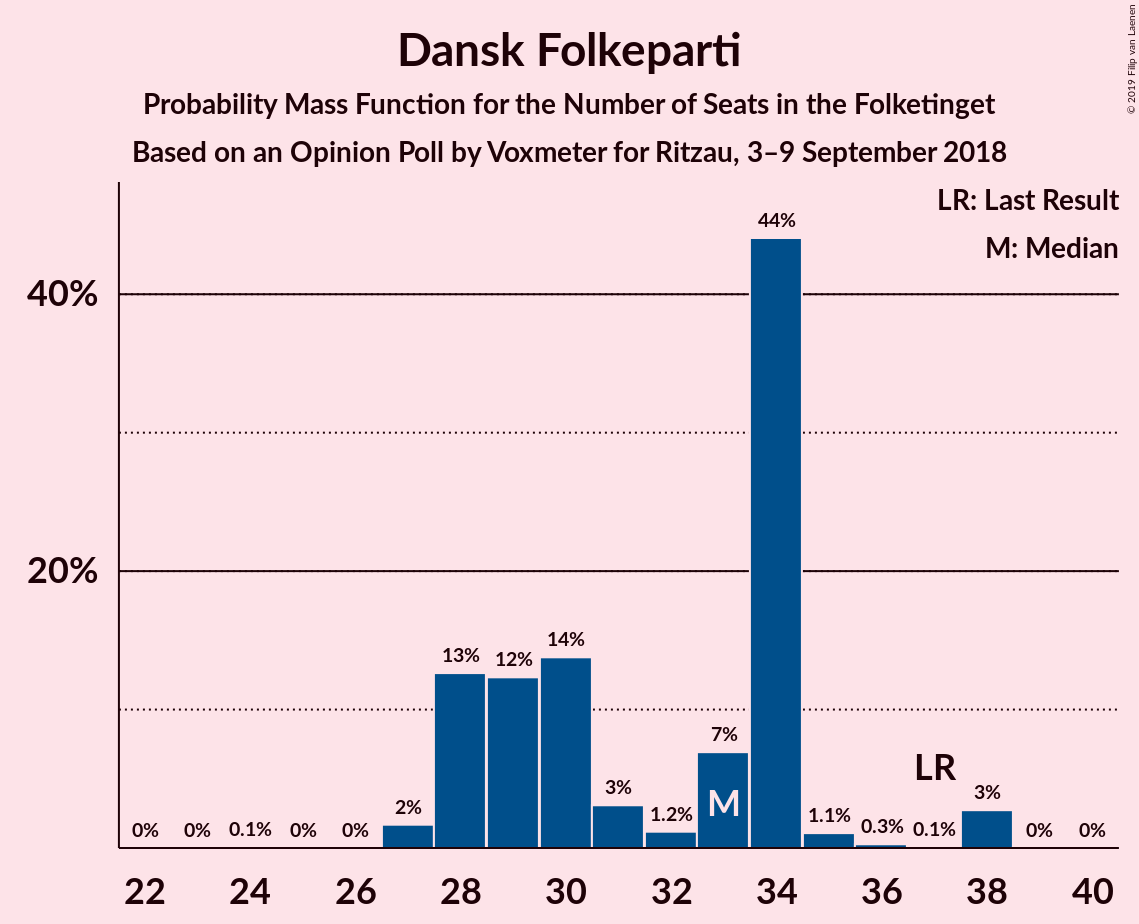 Dansk Folkeparti
Probability Mass Function for the Number of Seats in the Folketinget
Based on an Opinion Poll by Voxmeter for Ritzau, 3–9 September 2018
© 2019 Filip van Laenen
LR: Last Result
M: Median
40%
20%
0% 0% 0.1% 0% 0% 2% 13% 12% 14% 3% 1.2% 7% 44% 1.1% 0.3% 0.1% 3% 0% 0%
M
LR
22 24 26 28 30 32 34 36 38 40